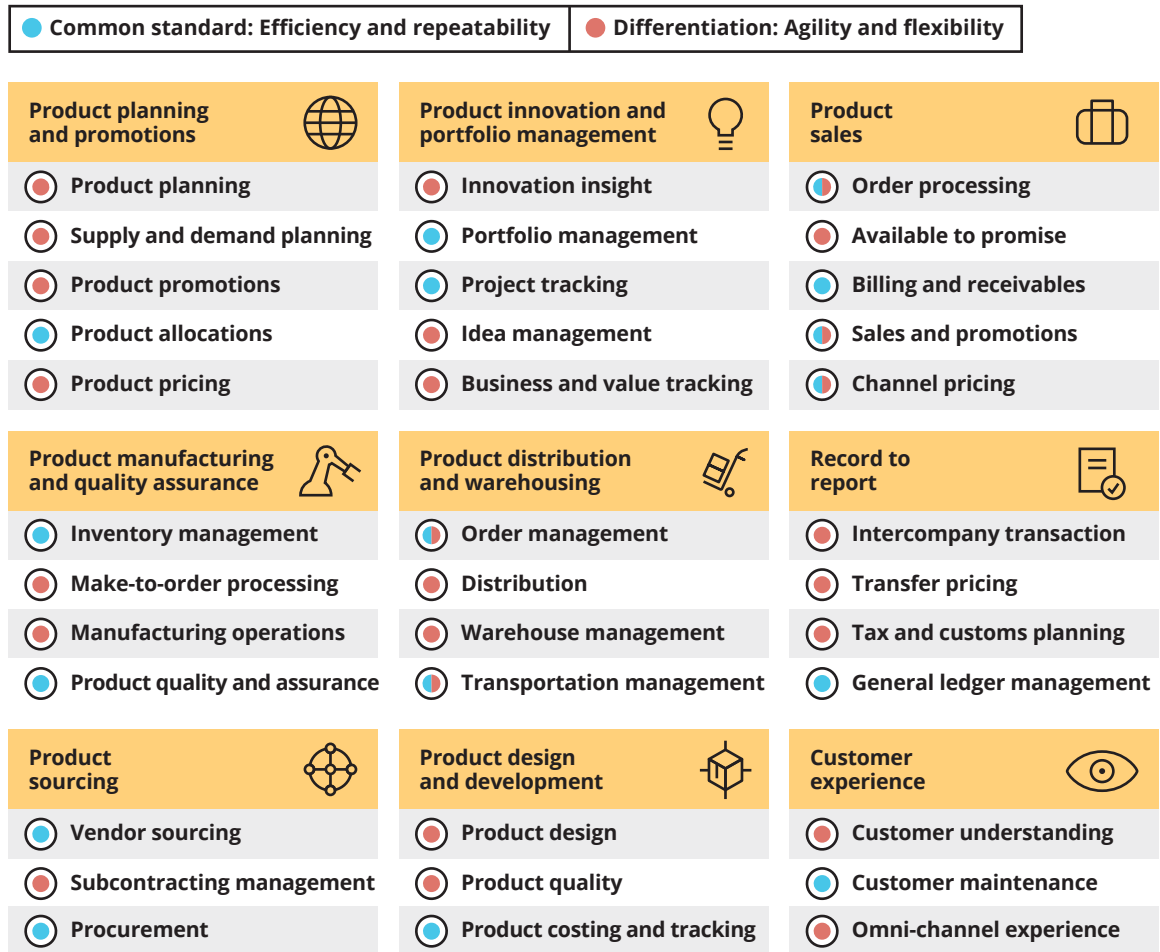 Common standard: Efficiency and repeatability
Differentiation: Agility and flexibility
Product planning
and promotions
Product planning
Supply and demand planning
Product promotions
Product allocations
Product pricing
Product innovation and
portfolio management
Innovation insight
Portfolio management
Project tracking
Idea management
Business and value tracking
Product
sales
Order processing
Available to promise
Billing and receivables
Sales and promotions
Channel pricing
Product manufacturing
and quality assurance
Inventory management
Make-to-order processing
Manufacturing operations
Product quality and assurance
Product distribution
and warehousing
Order management
Distribution
Warehouse management
Transportation management
Record to
report
Intercompany transaction
Transfer pricing
Tax and customs planning
General ledger management
Product
sourcing
Vendor sourcing
Subcontracting management
Procurement
Product design
and development
Product design
Product quality
Product costing and tracking
Customer
experience
Customer understanding
Customer maintenance
Omni-channel experience